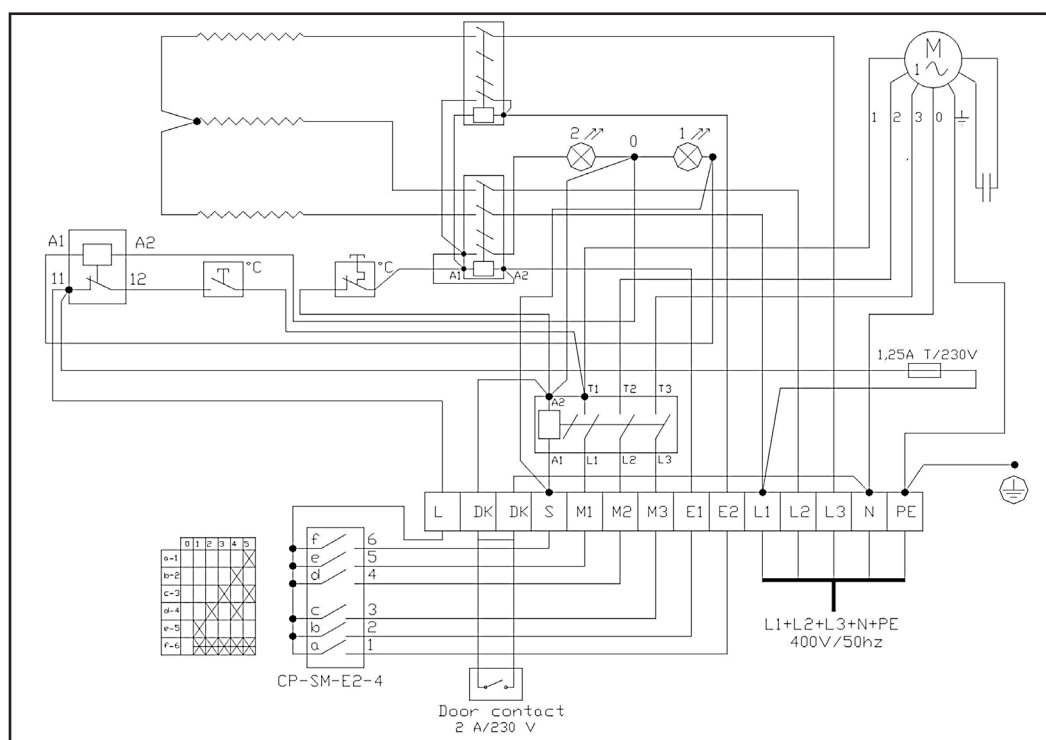 M
1
1 2 3 0
2 0 1
A1 A2
11 12 °C °C
A1 A2
1,25A T/230V
A2 T1 T2 T3
A1 L1 L2 L3
L DK DK S M1 M2 M3 E1 E2 L1 L2 L3 N PE
0 1 2 3 4 5
a-1
b-2
c-3
d-4
e-5
f-6
f 6
e 5
d 4
c 3
b 2
a 1
CP-SM-E2-4
L1+L2+L3+N+PE
400V/50hz
Door contact
2 A/230 V